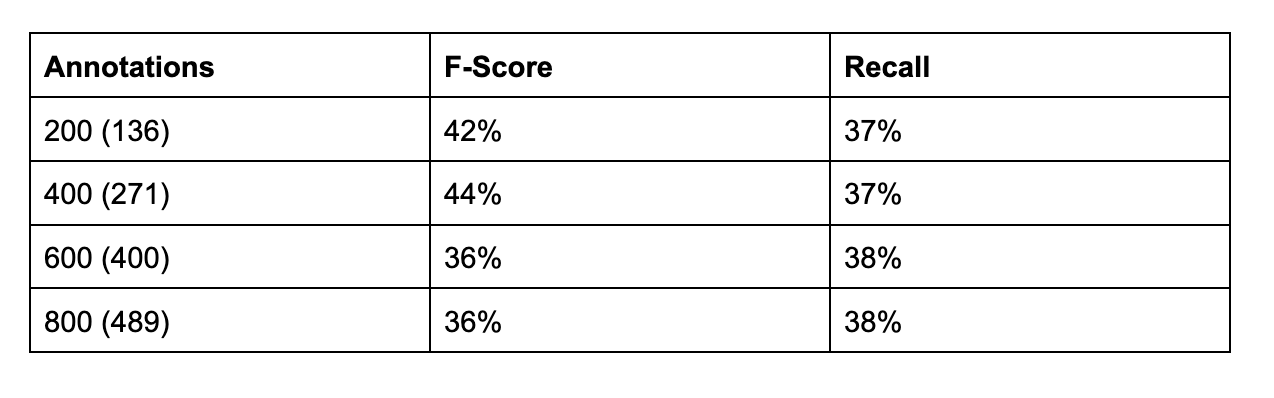 Annotations F-Score Recall
200 (136) 42% 37%
400 (271) 44% 37%
600 (400) 36% 38%
800 (489) 36% 38%